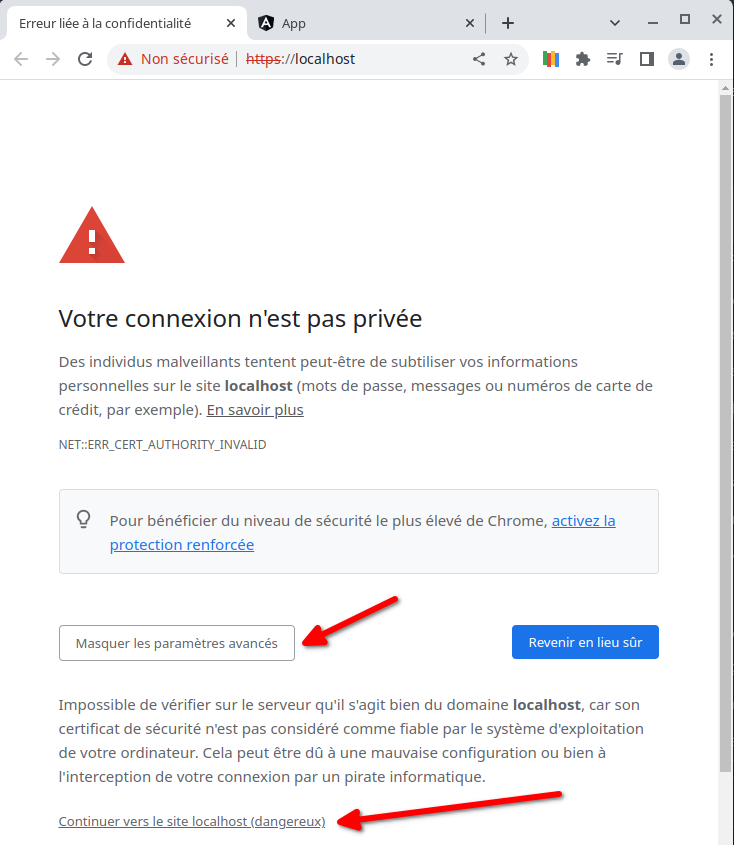 Erreur liée à la confidentialité
App
Non sécurisé
https://localhost
Votre connexion n'est pas privée
Des individus malveillants tentent peut-être de subtiliser vos informations
personnelles sur le site localhost (mots de passe, messages ou numéros de carte de
crédit, par exemple). En savoir plus
NET::ERR_CERT_AUTHORITY_INVALID
Pour bénéficier du niveau de sécurité le plus élevé de Chrome, activez la
protection renforcée
Masquer les paramètres avancés
Revenir en lieu sûr
Impossible de vérifier sur le serveur qu'il s'agit bien du domaine localhost, car son
certificat de sécurité n'est pas considéré comme fiable par le système d'exploitation
de votre ordinateur. Cela peut être dû à une mauvaise configuration ou bien à
l'interception de votre connexion par un pirate informatique.
Continuer vers le site localhost (dangereux)